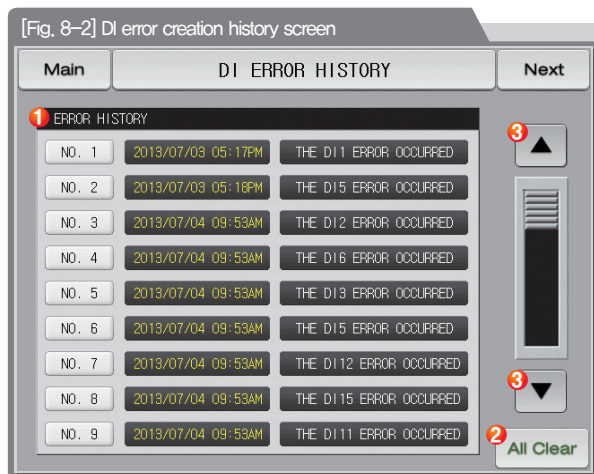 [Fig. 8-2] DI error creation history screen
Main DI ERROR HISTORY Next
1 ERROR HISTORY
3
NO. 1 2013/07/03 05:17PM THE DI1 ERROR OCCURRED
NO. 2 2013/07/03 05:18PM THE DI5 ERROR OCCURRED
NO. 3 2013/07/04 09:53AM THE DI2 ERROR OCCURRED
NO. 4 2013/07/04 09:53AM THE DI6 ERROR OCCURRED
NO. 5 2013/07/04 09:53AM THE DI3 ERROR OCCURRED
NO. 6 2013/07/04 09:53AM THE DI5 ERROR OCCURRED
NO. 7 2013/07/04 09:53AM THE DI12 ERROR OCCURRED
3
NO. 8 2013/07/04 09:53AM THE DI15 ERROR OCCURRED
NO. 9 2013/07/04 09:53AM THE DI11 ERROR OCCURRED
2 All Clear